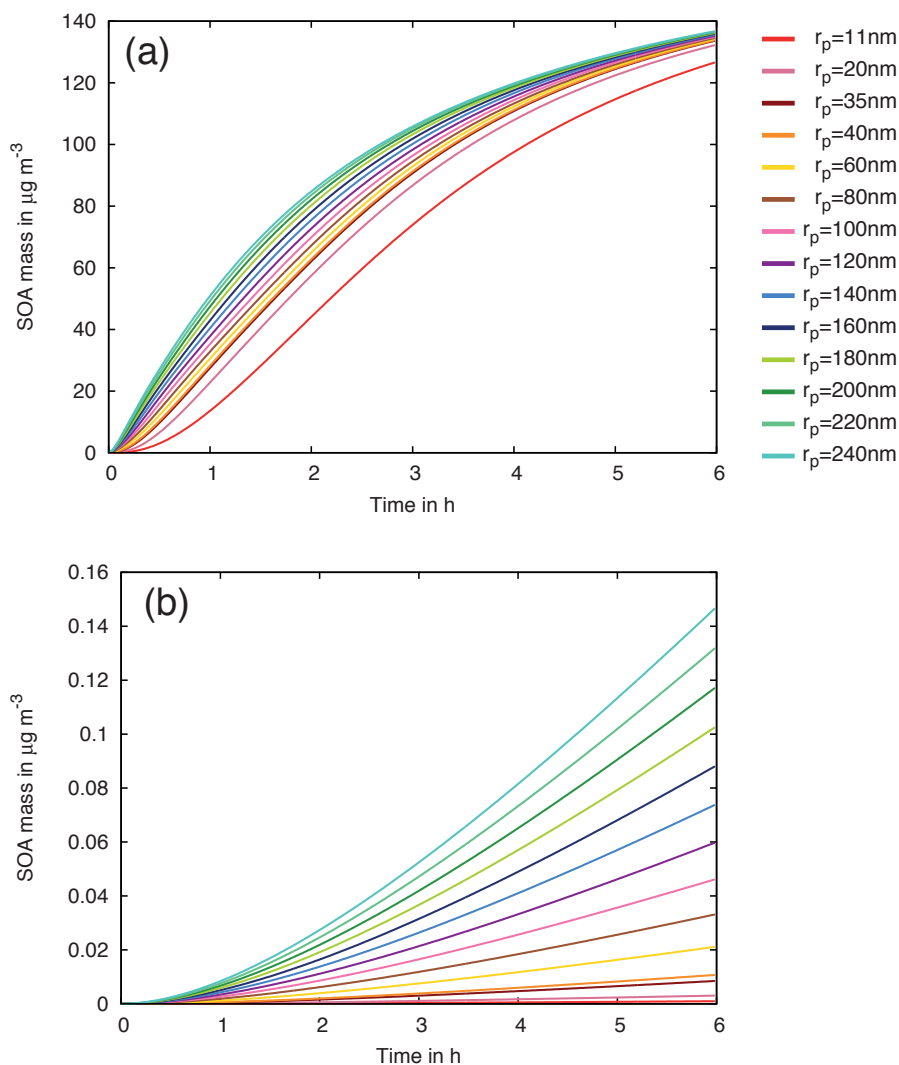 (a)
SOA mass in μg m-3
140
120
100
80
60
40
20
0
0 1 2 3 4 5 6
Time in h
rp=11nm
rp=20nm
rp=35nm
rp=40nm
rp=60nm
rp=80nm
rp=100nm
rp=120nm
rp=140nm
rp=160nm
rp=180nm
rp=200nm
rp=220nm
rp=240nm
(b)
SOA mass in μg m-3
0.16
0.14
0.12
0.1
0.08
0.06
0.04
0.02
0
0 1 2 3 4 5 6
Time in h